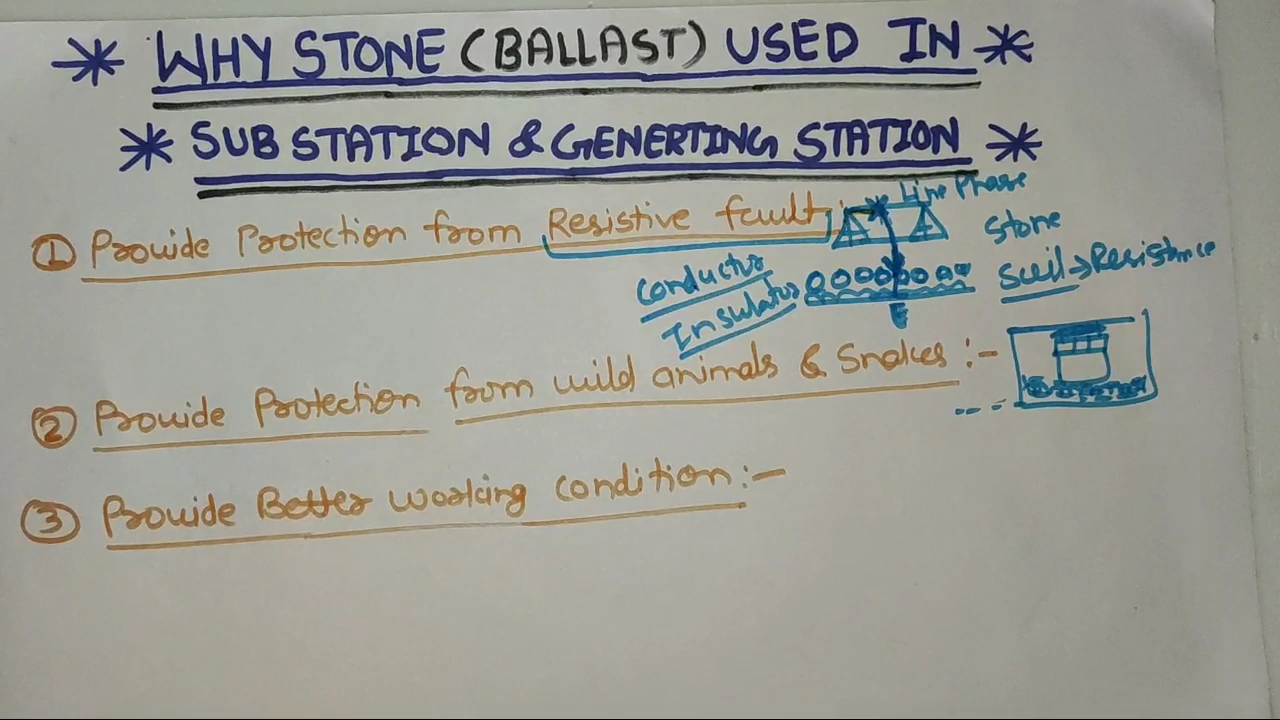 * WHY STONE (BALLAST) USED IN *
* SUB STATION & GENERTING STATION *
① Provide Protection from Resistive fault:-
Line Phase
Stone
Conductor
Insulator
Soil → Resistance
E
② Provide Protection from wild animals & Snakes :-
③ Provide Better working condition:-